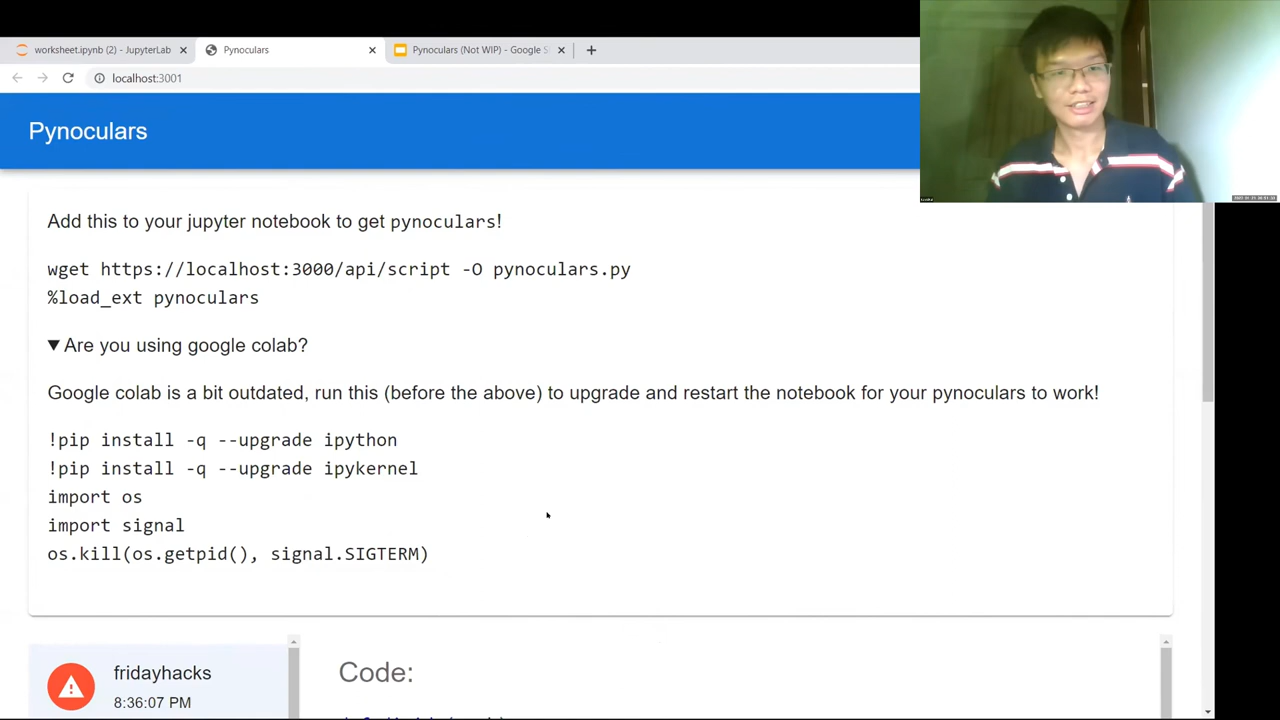 worksheet.ipynb (2) - JupyterLab
Pynoculars
Pynoculars (Not WIP) - Google S
localhost:3001
Pynoculars
Add this to your jupyter notebook to get pynoculars!
wget https://localhost:3000/api/script -O pynoculars.py
%load_ext pynoculars
Are you using google colab?
Google colab is a bit outdated, run this (before the above) to upgrade and restart the notebook for your pynoculars to work!
!pip install -q --upgrade ipython
!pip install -q --upgrade ipykernel
import os
import signal
os.kill(os.getpid(), signal.SIGTERM)
fridayhacks
8:36:07 PM
Code: